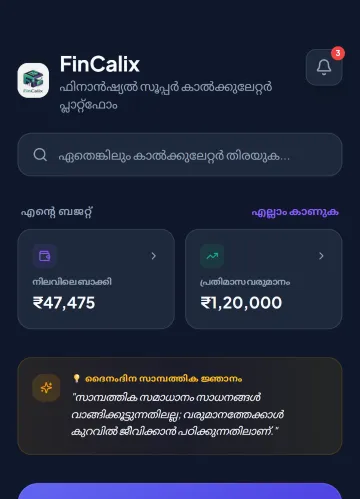 FinCalix
3
ഫിനാൻഷ്യൽ സൂപ്പർ കാൽക്കുലേറ്റർ
പ്ലാറ്റ്ഫോം
FinCalix
ഏതെങ്കിലും കാൽക്കുലേറ്റർ തിരയുക...
എന്റെ ബജറ്റ്
എല്ലാം കാണുക
നിലവിലെ ബാക്കി
₹47,475
പ്രതിമാസ വരുമാനം
₹1,20,000
ദൈനംദിന സാമ്പത്തിക ജ്ഞാനം
"സാമ്പത്തിക സമാധാനം സാധനങ്ങൾ
വാങ്ങിക്കൂട്ടുന്നതിലല്ല; വരുമാനത്തേക്കാൾ
കുറവിൽ ജീവിക്കാൻ പഠിക്കുന്നതിലാണ്."